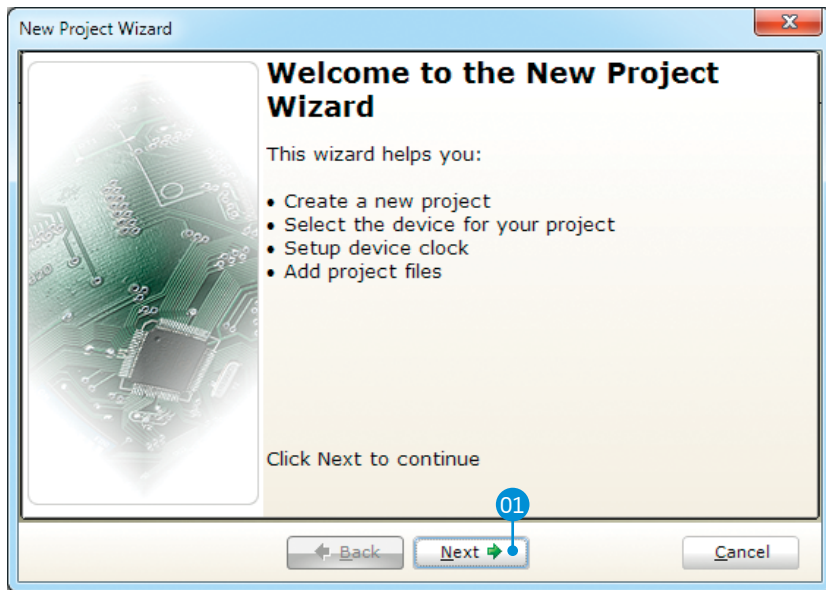 New Project Wizard
Welcome to the New Project
Wizard
This wizard helps you:
• Create a new project
• Select the device for your project
• Setup device clock
• Add project files
Click Next to continue
01
Back Next Cancel